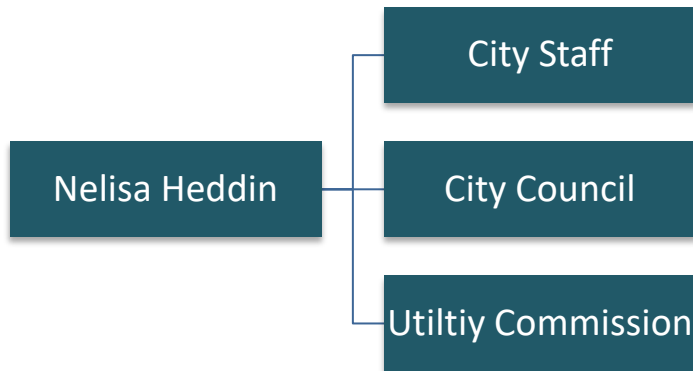 City Staff
Nelisa Heddin
City Council
Utiltiy Commission